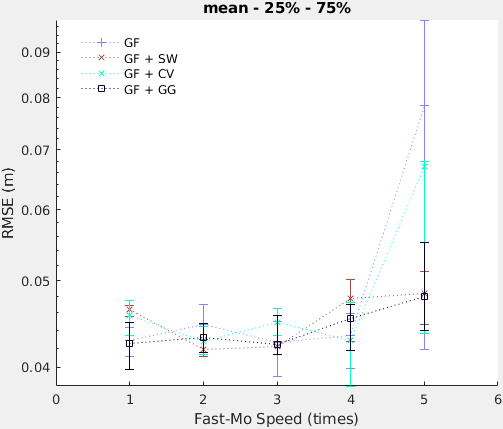 mean - 25% - 75%
GF
GF + SW
GF + CV
GF + GG
0.09
0.08
0.07
0.06
0.05
0.04
RMSE (m)
0 1 2 3 4 5 6
Fast-Mo Speed (times)